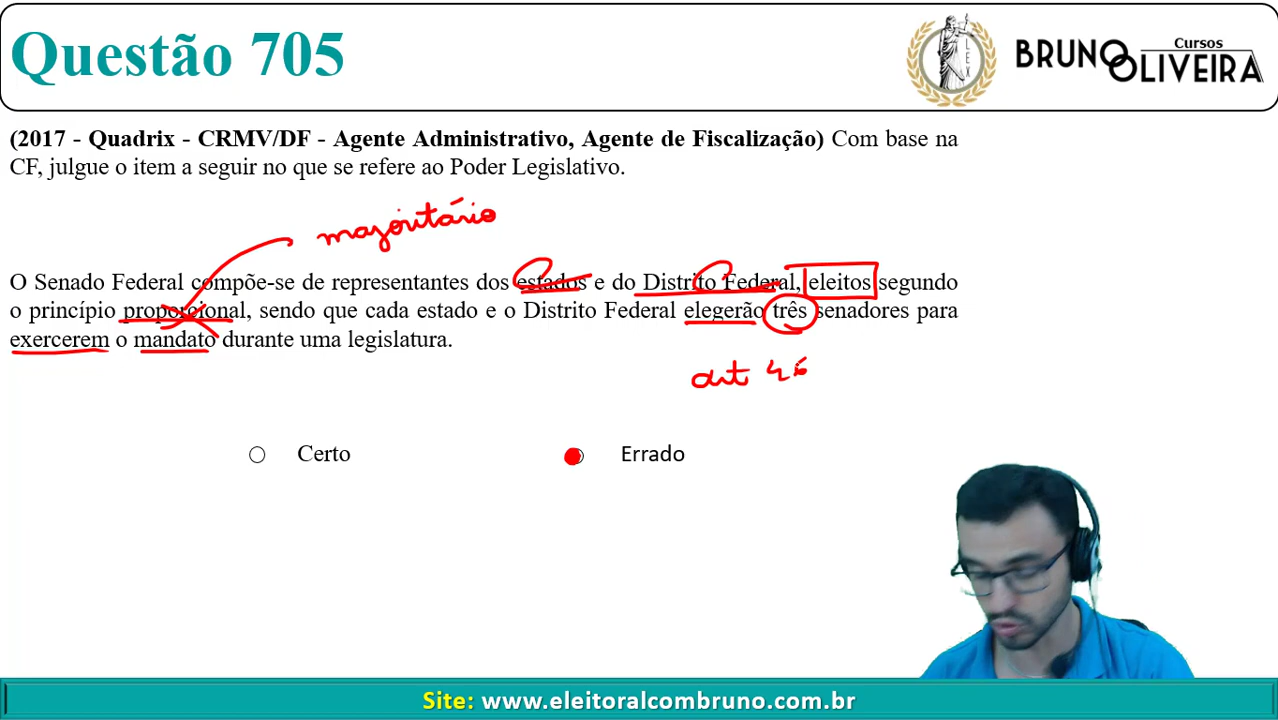 Questão 705
Cursos
BRUNO
OLIVEIRA
LEX
(2017 - Quadrix - CRMV/DF - Agente Administrativo, Agente de Fiscalização) Com base na
CF, julgue o item a seguir no que se refere ao Poder Legislativo.
majoritário
O Senado Federal compõe-se de representantes dos estados e do Distrito Federal, eleitos segundo
o princípio proporcional, sendo que cada estado e o Distrito Federal elegerão três senadores para
exercerem o mandato durante uma legislatura.
art 46
Certo
Errado
Site: www.eleitoralcombruno.com.br